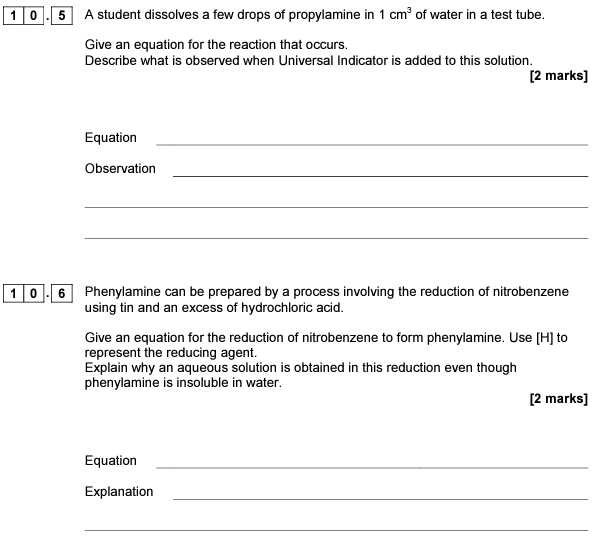 10.5 A student dissolves a few drops of propylamine in 1 cm³ of water in a test tube.
Give an equation for the reaction that occurs.
Describe what is observed when Universal Indicator is added to this solution.
[2 marks]
Equation
Observation
10.6 Phenylamine can be prepared by a process involving the reduction of nitrobenzene
using tin and an excess of hydrochloric acid.
Give an equation for the reduction of nitrobenzene to form phenylamine. Use [H] to
represent the reducing agent.
Explain why an aqueous solution is obtained in this reduction even though
phenylamine is insoluble in water.
[2 marks]
Equation
Explanation